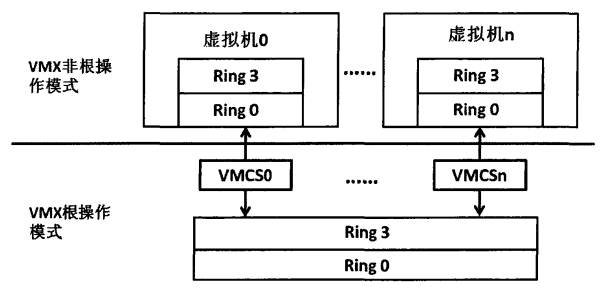 虚拟机0
虚拟机n
VMX非根操
作模式
Ring 3
......
Ring 3
Ring 0
Ring 0
VMCS0
......
VMCSn
VMX根操作
模式
Ring 3
Ring 0